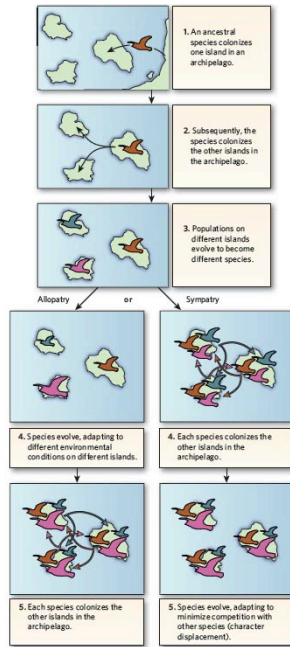 1. An ancestral
species colonizes
one island in an
archipelago.
2. Subsequently, the
species colonizes
the other islands in
the archipelago.
3. Populations on
different islands
evolve to become
different species.
Allopatry or Sympatry
4. Species evolve, adapting to
different environmental
conditions on different islands.
4. Each species colonizes the
other islands in the
archipelago.
5. Each species colonizes the
other islands in the
archipelago.
5. Species evolve, adapting to
minimize competition with
other species (character
displacement).